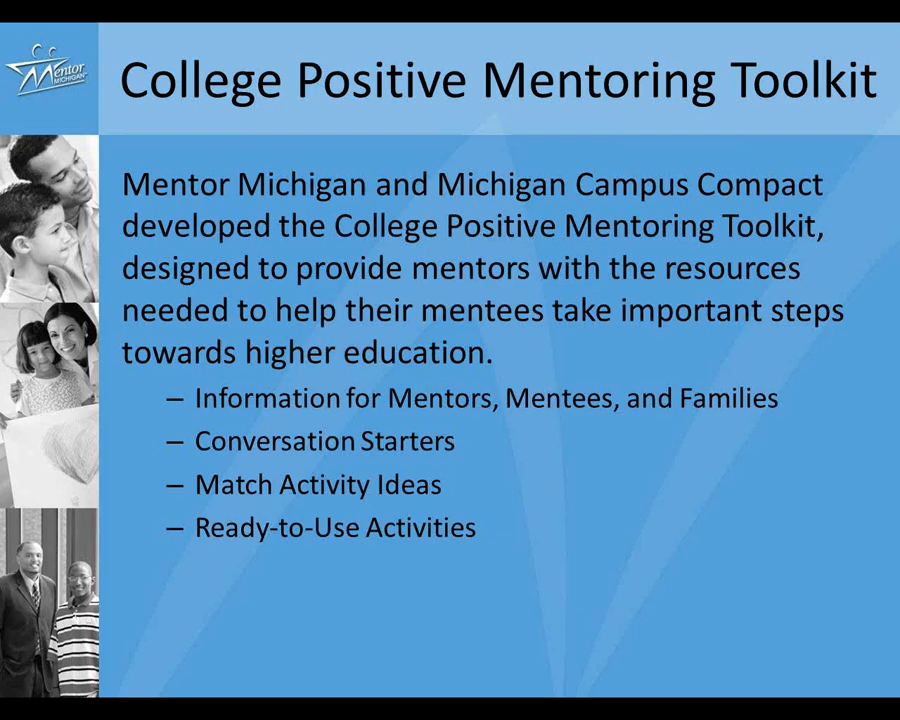 Mentor
MICHIGAN
College Positive Mentoring Toolkit
Mentor Michigan and Michigan Campus Compact
developed the College Positive Mentoring Toolkit,
designed to provide mentors with the resources
needed to help their mentees take important steps
towards higher education.
– Information for Mentors, Mentees, and Families
– Conversation Starters
– Match Activity Ideas
– Ready-to-Use Activities